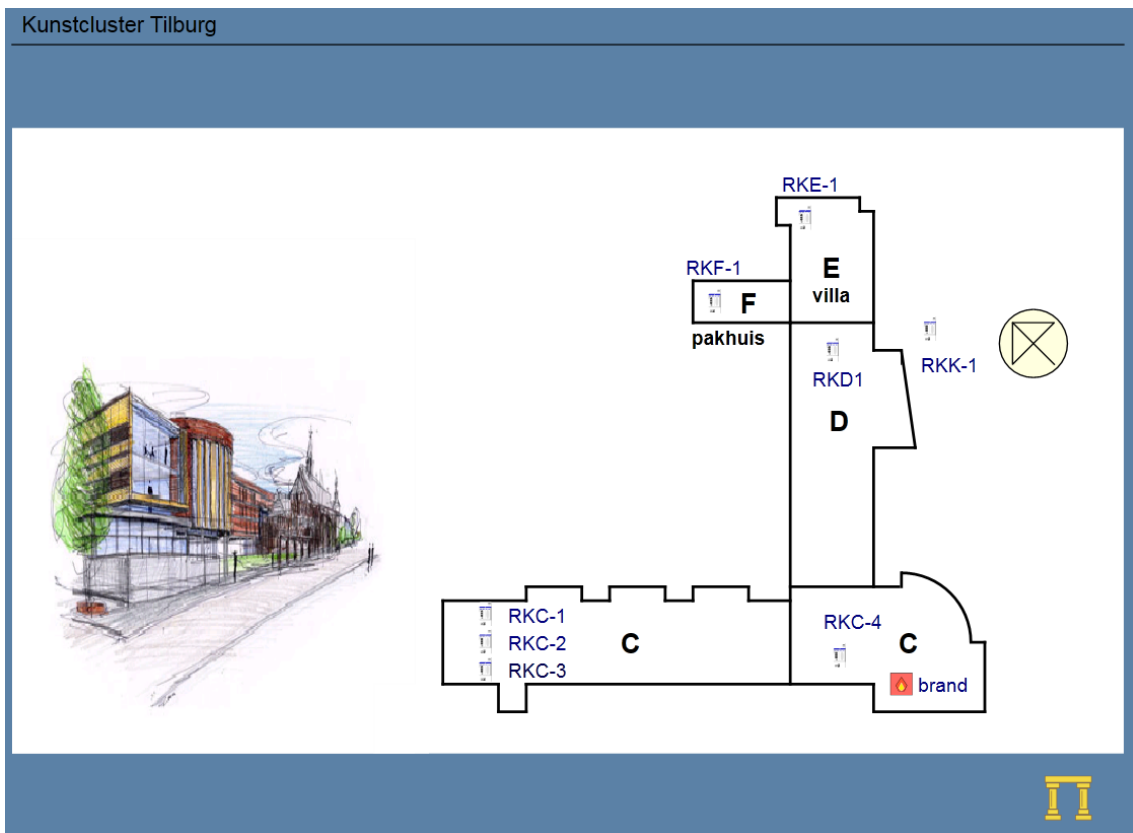 Kunstcluster Tilburg
RKE-1
RKF-1
E
villa
F
pakhuis
RKK-1
RKD1
D
RKC-1
RKC-2
RKC-3
C
RKC-4
C
brand